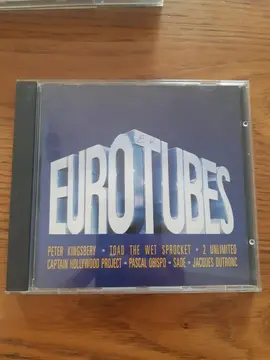 EUROTUBES
PETER KINGSBERY • TOAD THE WET SPROCKET • 2 UNLIMITED
CAPTAIN HOLLYWOOD PROJECT • PASCAL OBISPO • SADE • JACQUES DUTRONC